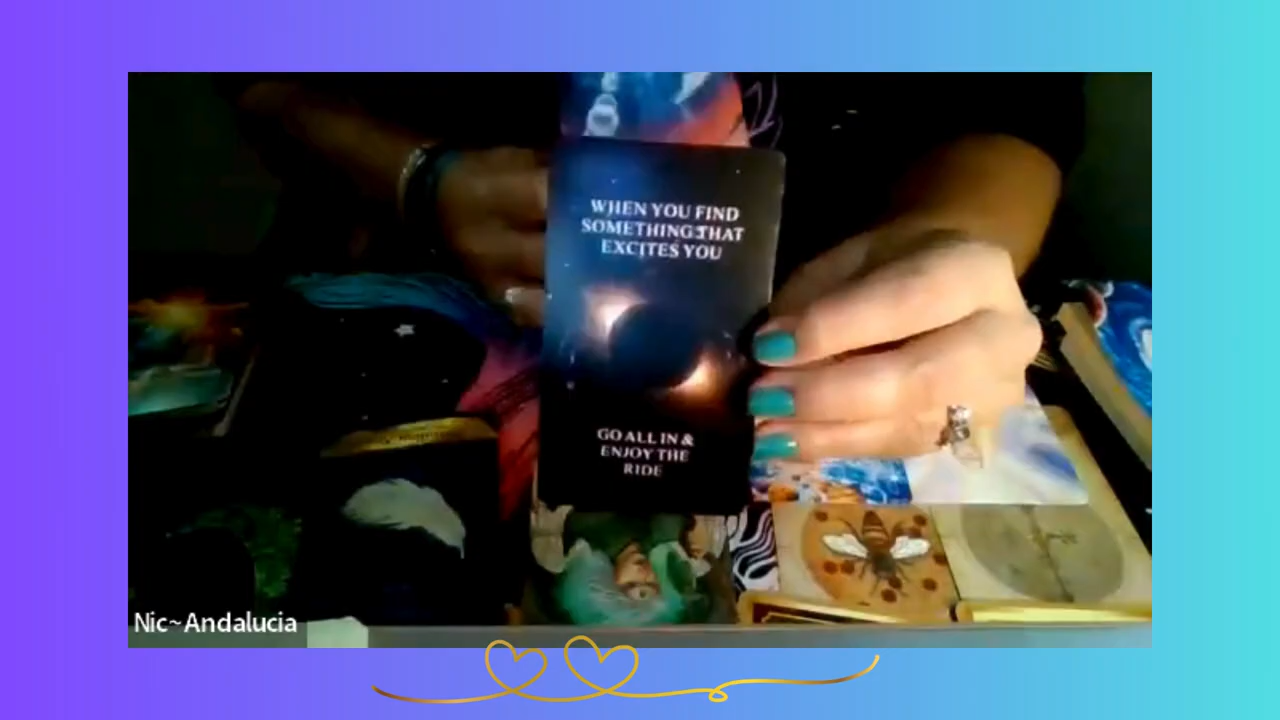 WHEN YOU FIND
SOMETHING THAT
EXCITES YOU
GO ALL IN &
ENJOY THE
RIDE
Nic~Andalucia